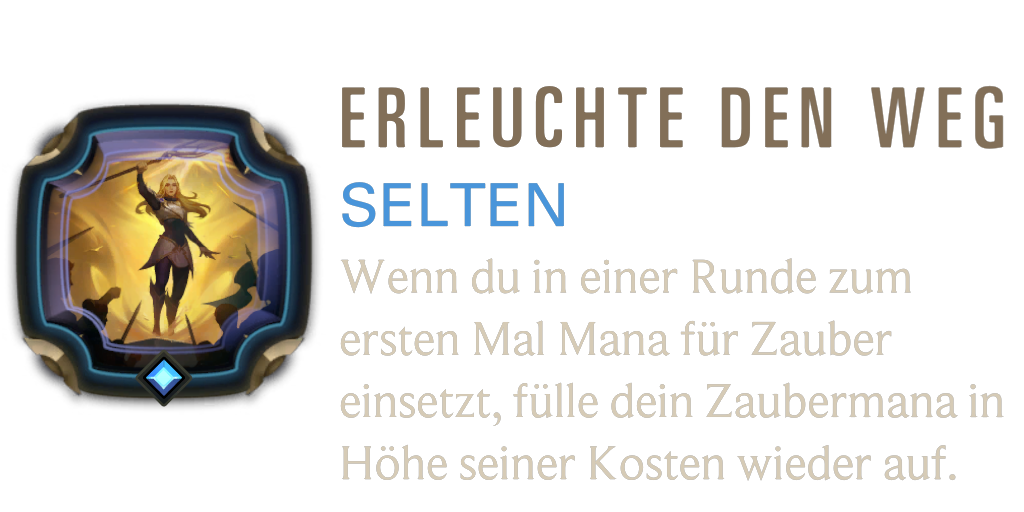 ERLEUCHTE DEN WEG
SELTEN
Wenn du in einer Runde zum
ersten Mal Mana für Zauber
einsetzt, fülle dein Zaubermana in
Höhe seiner Kosten wieder auf.